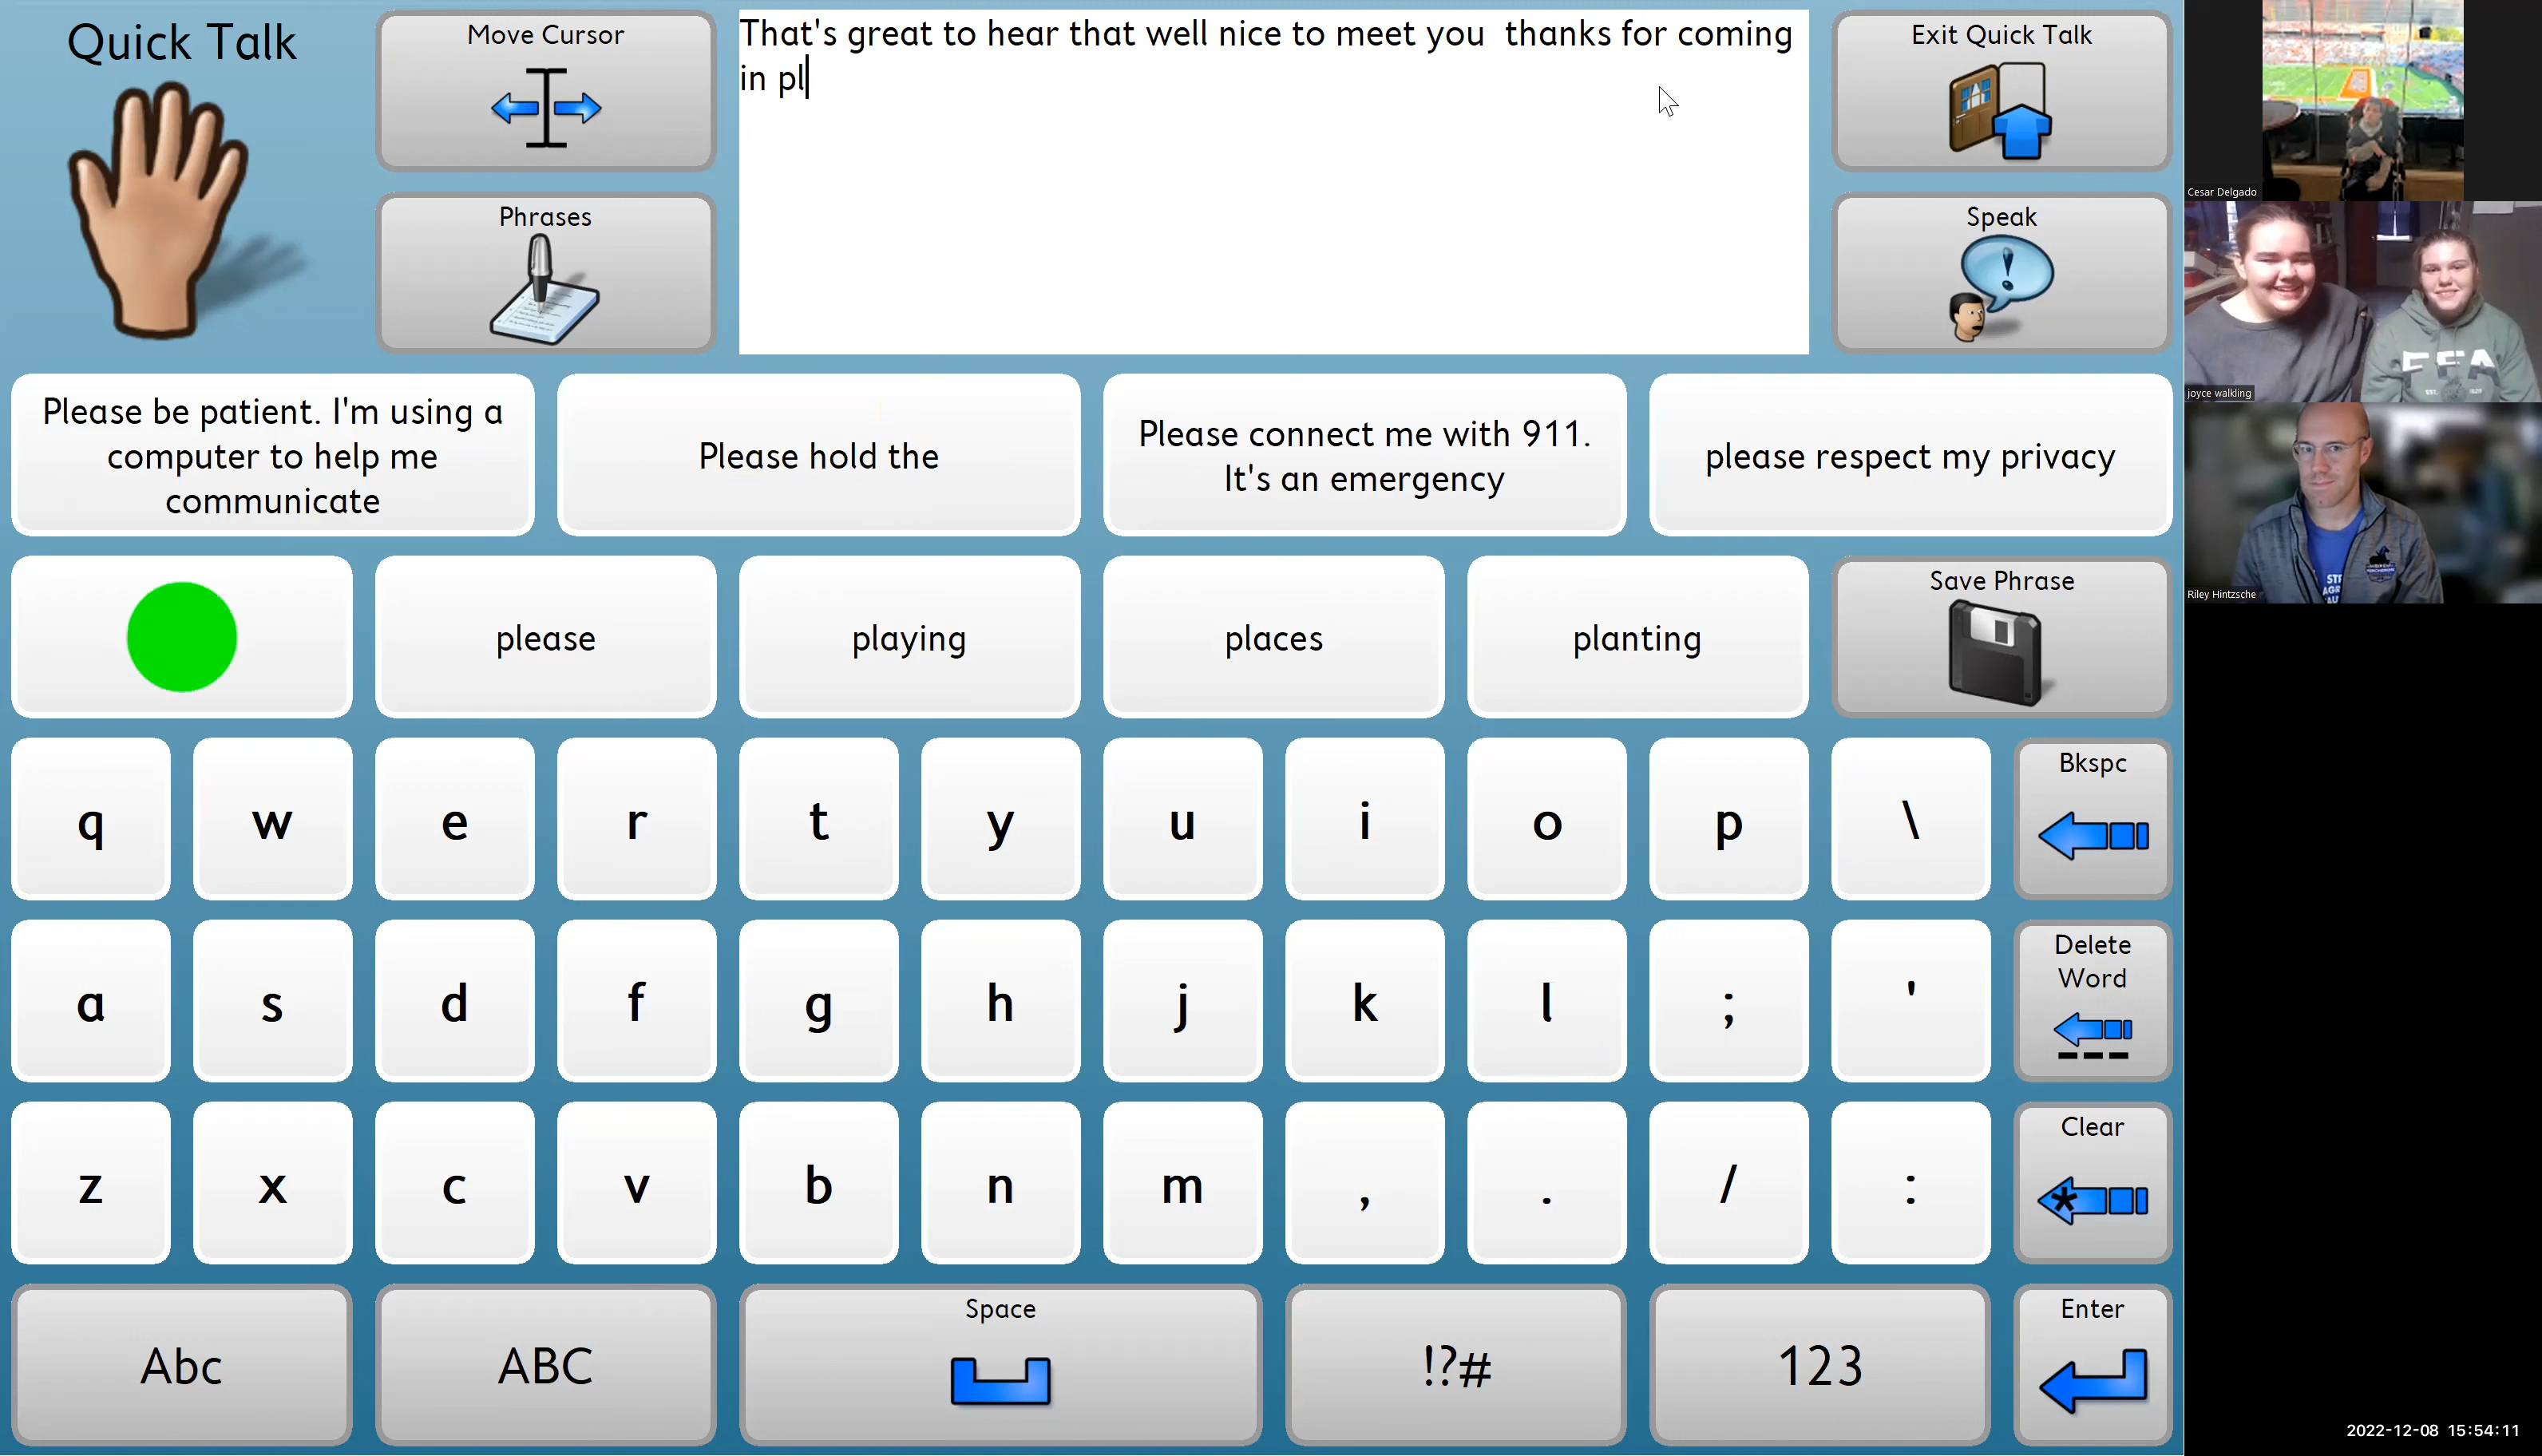 Quick Talk
Move Cursor
That's great to hear that well nice to meet you  thanks for coming
in pl
Exit Quick Talk
Phrases
Speak
Please be patient. I'm using a
computer to help me
communicate
Please hold the
Please connect me with 911.
It's an emergency
please respect my privacy
please
playing
places
planting
Save Phrase
q w e r t y u i o p \
Bkspc
a s d f g h j k l ; '
Delete
Word
z x c v b n m , . / :
Clear
Abc
ABC
Space
!?#
123
Enter
Cesar Delgado
FFA
joyce walkling
Riley Hintzsche
2022-12-08 15:54:11